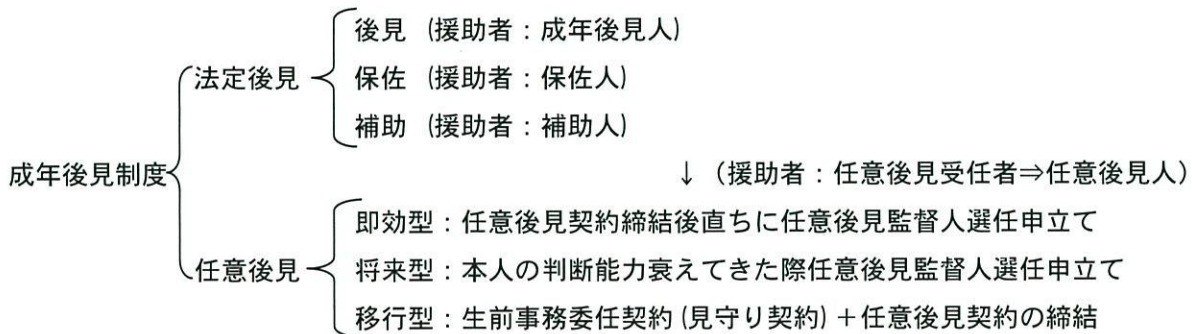 後見 (援助者：成年後見人)
法定後見
保佐 (援助者：保佐人)
補助 (援助者：補助人)
成年後見制度
↓（援助者：任意後見受任者⇒任意後見人）
即効型：任意後見契約締結後直ちに任意後見監督人選任申立て
任意後見
将来型：本人の判断能力衰えてきた際任意後見監督人選任申立て
移行型：生前事務委任契約(見守り契約)＋任意後見契約の締結